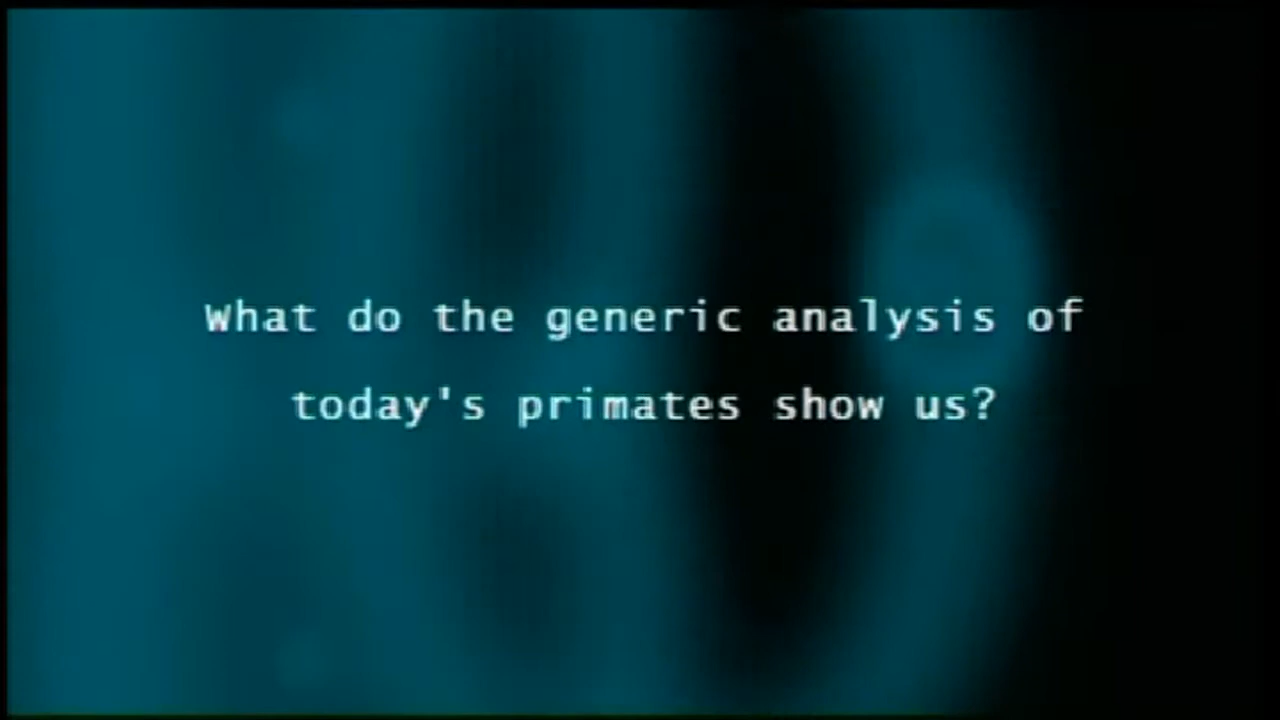 What do the generic analysis of
today's primates show us?